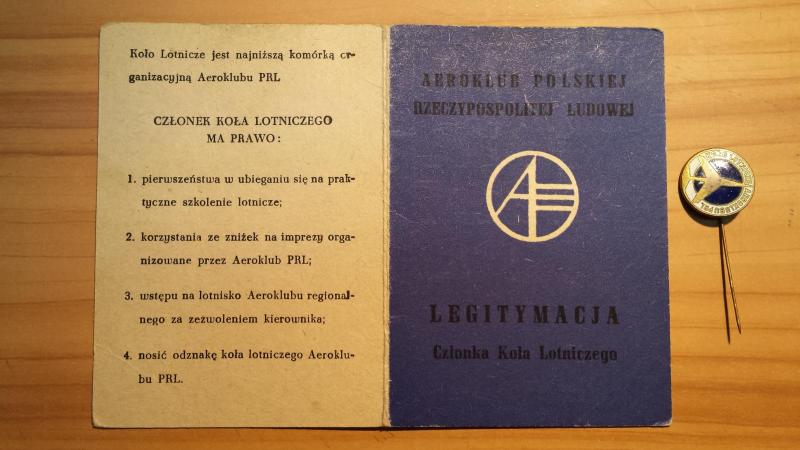 Koło Lotnicze jest najniższą komórką or-
ganizacyjną Aeroklubu PRL
CZŁONEK KOŁA LOTNICZEGO
MA PRAWO:
1. pierwszeństwa w ubieganiu się na prak-
tyczne szkolenie lotnicze;
2. korzystania ze zniżek na imprezy orga-
nizowane przez Aeroklub PRL;
3. wstępu na lotnisko Aeroklubu regional-
nego za zezwoleniem kierownika;
4. nosić odznakę koła lotniczego Aeroklu-
bu PRL.
AEROKLUB POLSKIEJ
RZECZYPOSPOLITEJ LUDOWEJ
LEGITYMACJA
Członka Koła Lotniczego